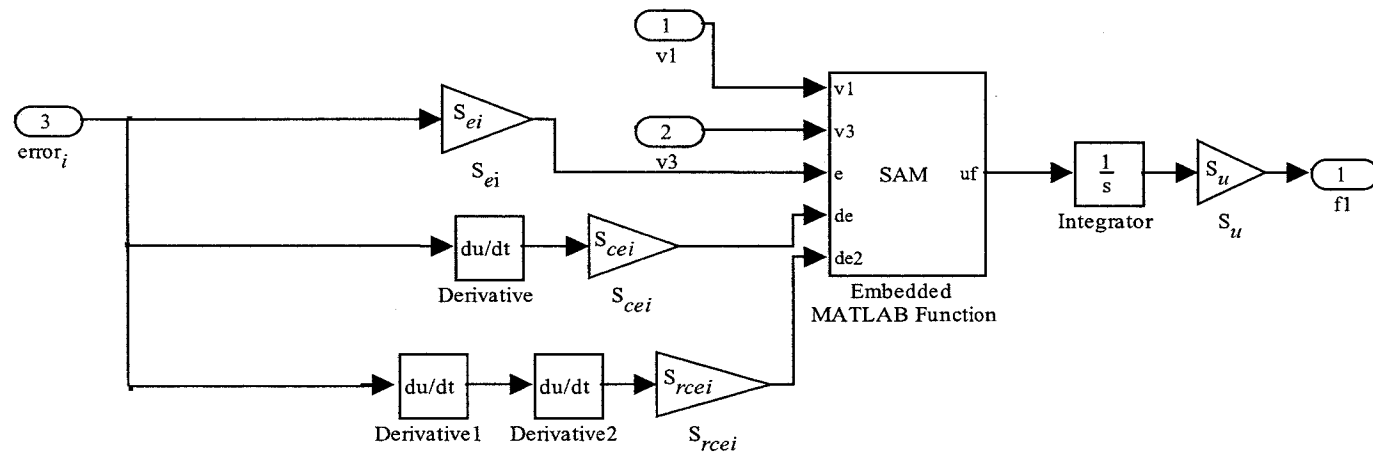 1
v1
3
error_i
S_ei
S_ei
2
v3
v1
v3
e
de
de2
SAM
uf
Embedded
MATLAB Function
1
s
Integrator
S_u
S_u
1
f1
du/dt
Derivative
S_cei
S_cei
du/dt
Derivative1
du/dt
Derivative2
S_rcei
S_rcei